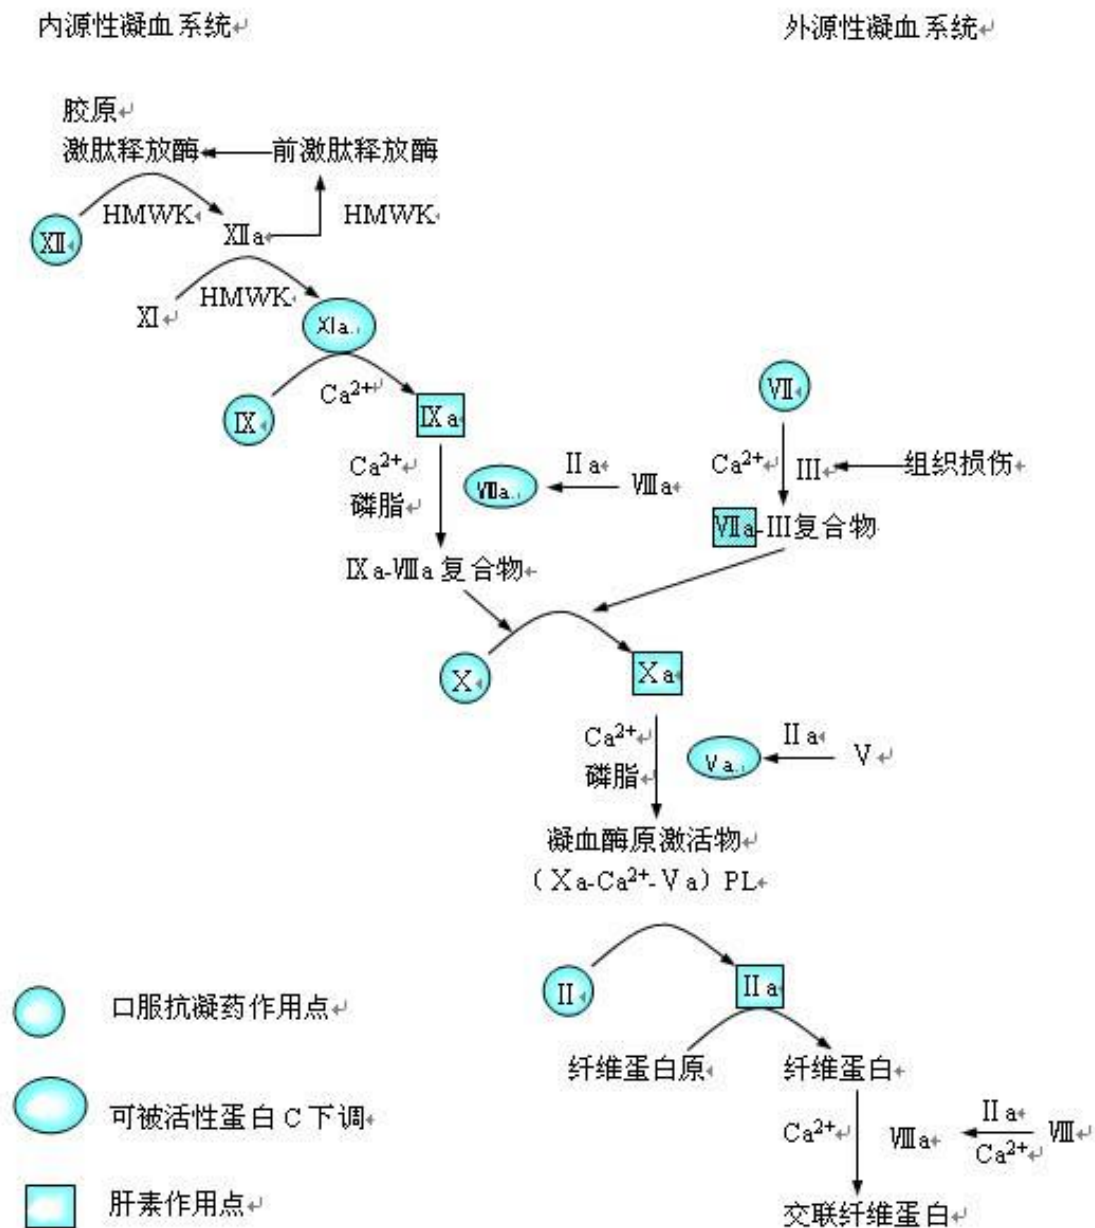 内源性凝血系统
外源性凝血系统
胶原
激肽释放酶
前激肽释放酶
HMWK
HMWK
Ⅻ
Ⅻa
HMWK
Ⅺ
Ⅺa
Ca²⁺
Ⅸ
Ⅸa
Ⅶ
Ca²⁺
III
组织损伤
Ca²⁺
磷脂
Ⅷa
IIa
Ⅷa
Ⅶa-III复合物
Ⅸa-Ⅷa复合物
Ⅹ
Ⅹa
Ca²⁺
磷脂
Ⅴa
IIa
Ⅴ
凝血酶原激活物
（Ⅹa-Ca²⁺-Ⅴa）PL
II
IIa
纤维蛋白原
纤维蛋白
Ca²⁺
Ⅷa
IIa
Ca²⁺
Ⅷ
交联纤维蛋白
口服抗凝药作用点
可被活性蛋白C下调
肝素作用点